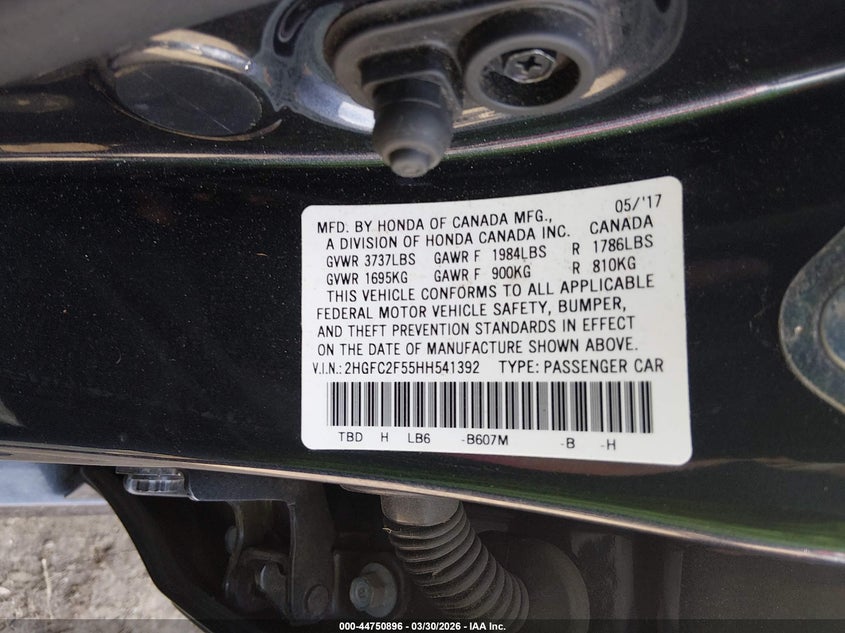 05/'17
MFD. BY HONDA OF CANADA MFG.,
A DIVISION OF HONDA CANADA INC. CANADA
GVWR 3737LBS GAWR F 1984LBS R 1786LBS
GVWR 1695KG GAWR F 900KG R 810KG
THIS VEHICLE CONFORMS TO ALL APPLICABLE
FEDERAL MOTOR VEHICLE SAFETY, BUMPER,
AND THEFT PREVENTION STANDARDS IN EFFECT
ON THE DATE OF MANUFACTURE SHOWN ABOVE.
V.I.N.: 2HGFC2F55HH541392 TYPE: PASSENGER CAR
TBD H LB6 -B607M -B -H
000-44750896 - 03/30/2026 - IAA Inc.